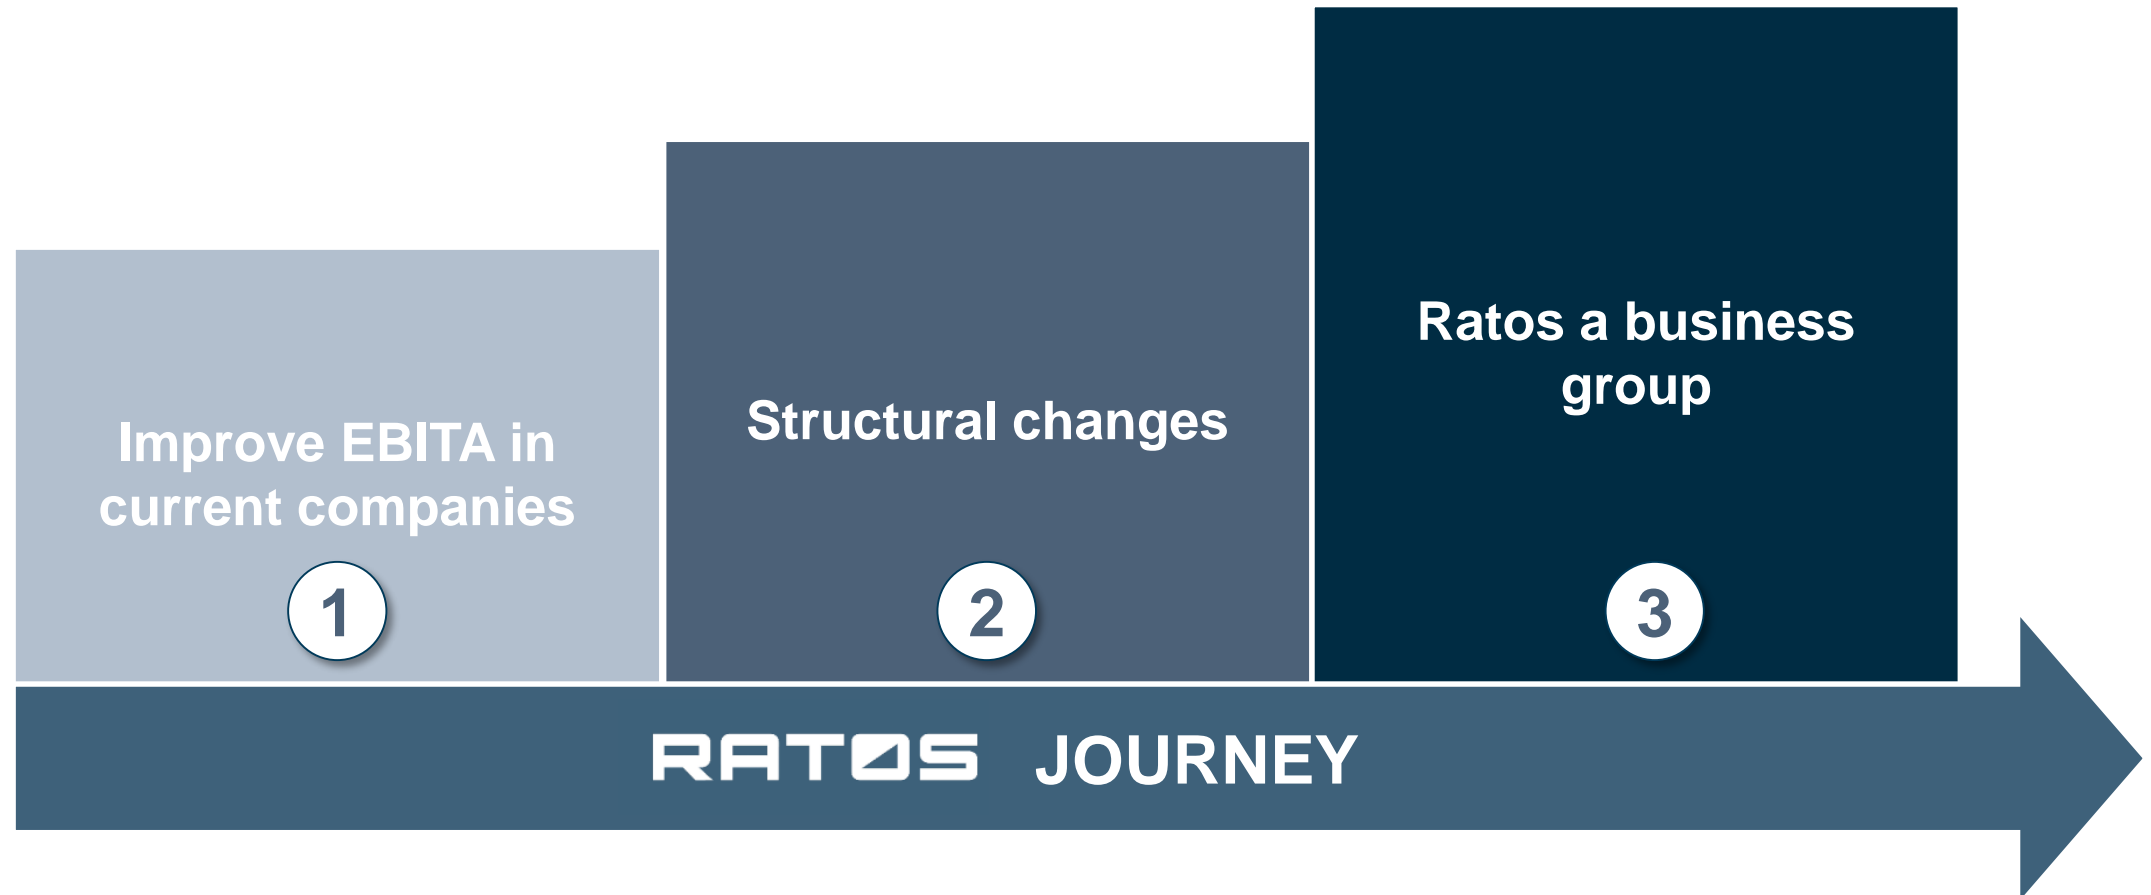 Improve EBITA in
current companies
1
Structural changes
2
Ratos a business
group
3
RATOS JOURNEY